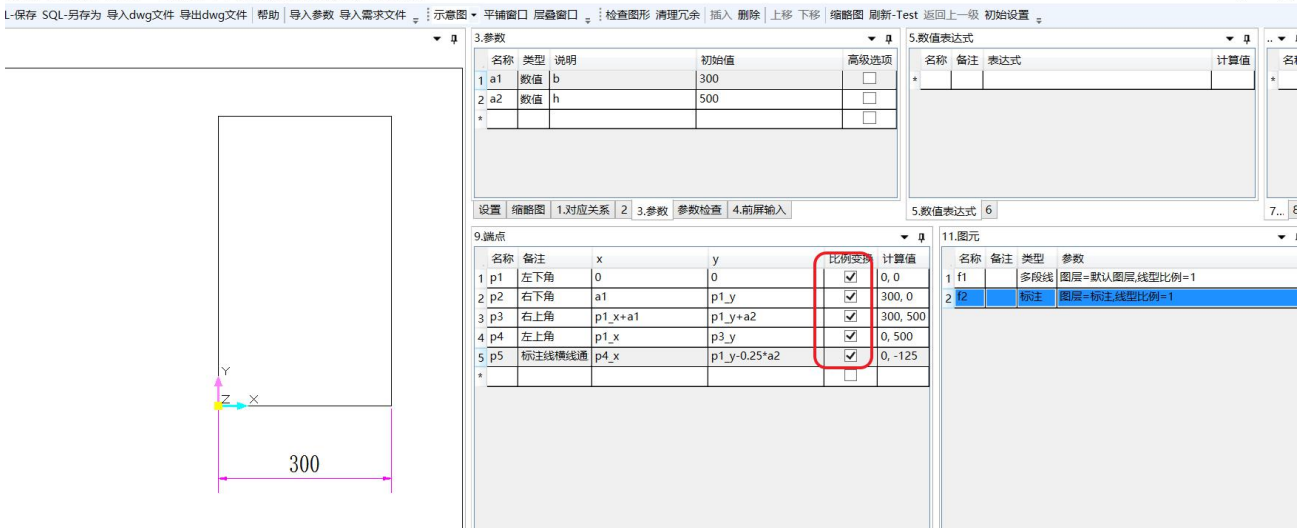 L-保存 SQL-另存为 导入dwg文件 导出dwg文件 帮助 导入参数 导入需求文件 示意图 平铺窗口 层叠窗口 检查图形 清理冗余 插入 删除 上移 下移 缩略图 刷新-Test 返回上一级 初始设置
3.参数
名称 类型 说明 初始值 高级选项
1 a1 数值 b 300
2 a2 数值 h 500
*
设置 缩略图 1.对应关系 2 3.参数 参数检查 4.前屏输入
5.数值表达式
名称 备注 表达式 计算值
*
5.数值表达式 6
..
*
7...
9.端点
名称 备注 x y 比例变换 计算值
1 p1 左下角 0 0 0, 0
2 p2 右下角 a1 p1_y 300, 0
3 p3 右上角 p1_x+a1 p1_y+a2 300, 500
4 p4 左上角 p1_x p3_y 0, 500
5 p5 标注线横线通 p4_x p1_y-0.25*a2 0, -125
*
11.图元
名称 备注 类型 参数
1 f1 多段线 图层=默认图层,线型比例=1
2 f2 标注 图层=标注,线型比例=1
Y
Z X
300